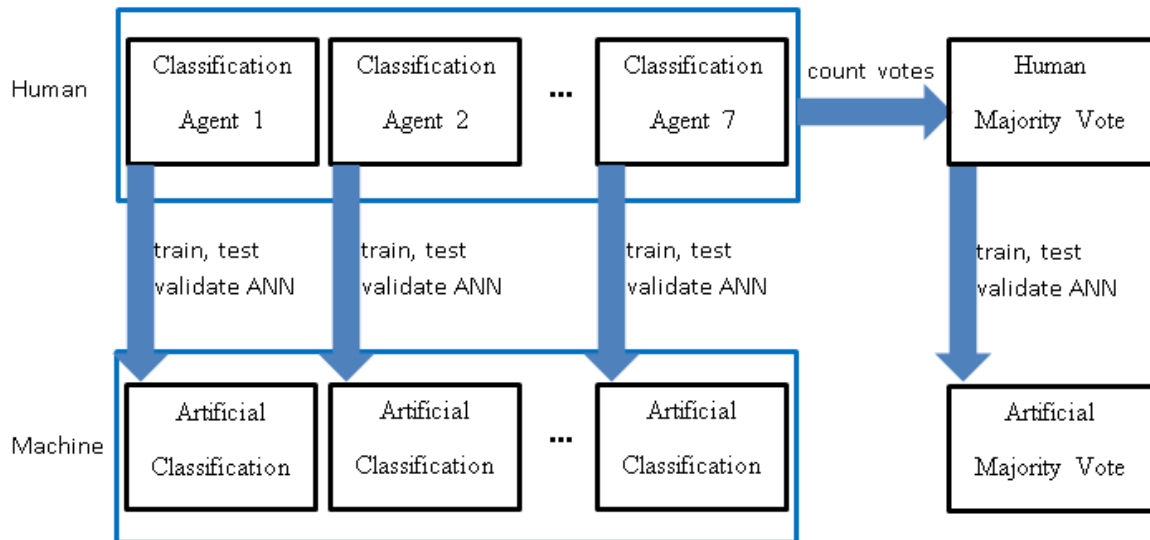 Human
Classification
Agent 1
Classification
Agent 2
...
Classification
Agent 7
count votes
Human
Majority Vote
train, test
validate ANN
train, test
validate ANN
train, test
validate ANN
train, test
validate ANN
Machine
Artificial
Classification
Artificial
Classification
...
Artificial
Classification
Artificial
Majority Vote